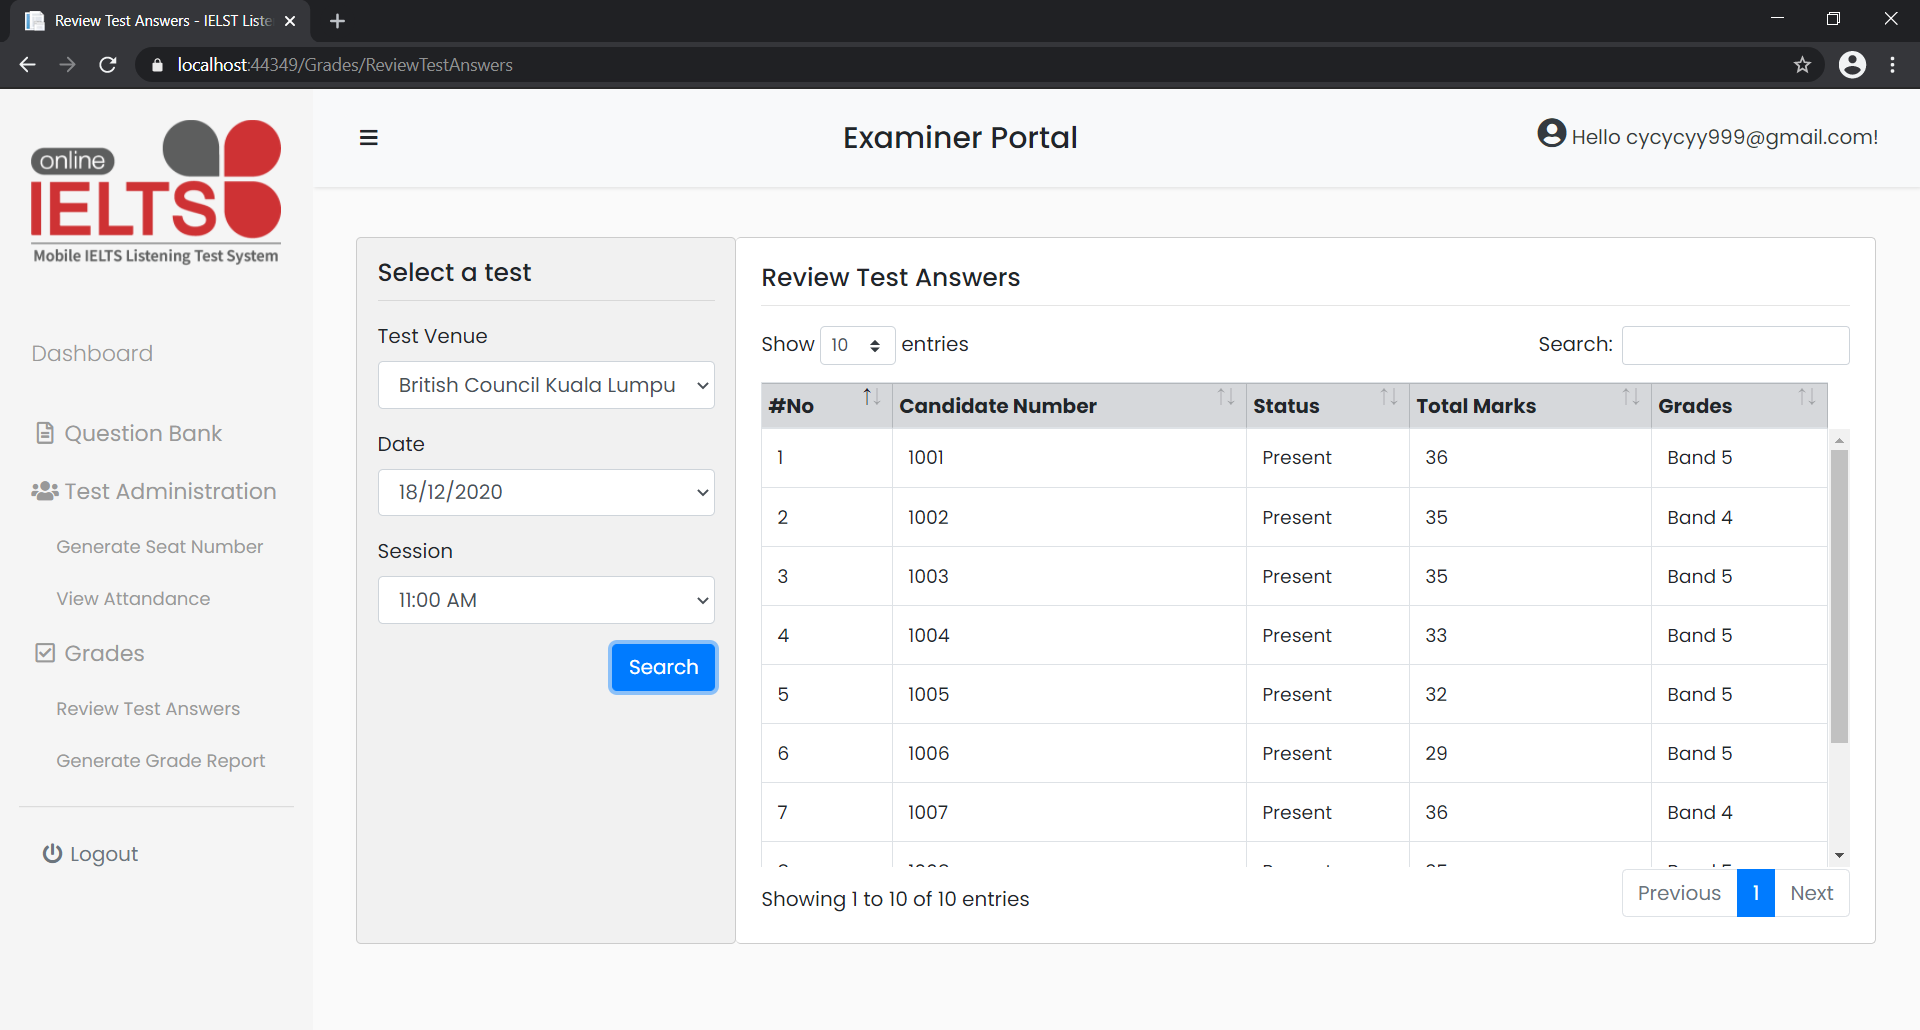 Review Test Answers - IELST Liste
localhost:44349/Grades/ReviewTestAnswers
online
IELTS
Mobile IELTS Listening Test System
Examiner Portal
Hello cycycyy999@gmail.com!
Dashboard
Question Bank
Test Administration
Generate Seat Number
View Attandance
Grades
Review Test Answers
Generate Grade Report
Logout
Select a test
Test Venue
British Council Kuala Lumpu
Date
18/12/2020
Session
11:00 AM
Search
Review Test Answers
Show 10 entries
Search:
#No Candidate Number Status Total Marks Grades
1 1001 Present 36 Band 5
2 1002 Present 35 Band 4
3 1003 Present 35 Band 5
4 1004 Present 33 Band 5
5 1005 Present 32 Band 5
6 1006 Present 29 Band 5
7 1007 Present 36 Band 4
Showing 1 to 10 of 10 entries
Previous 1 Next